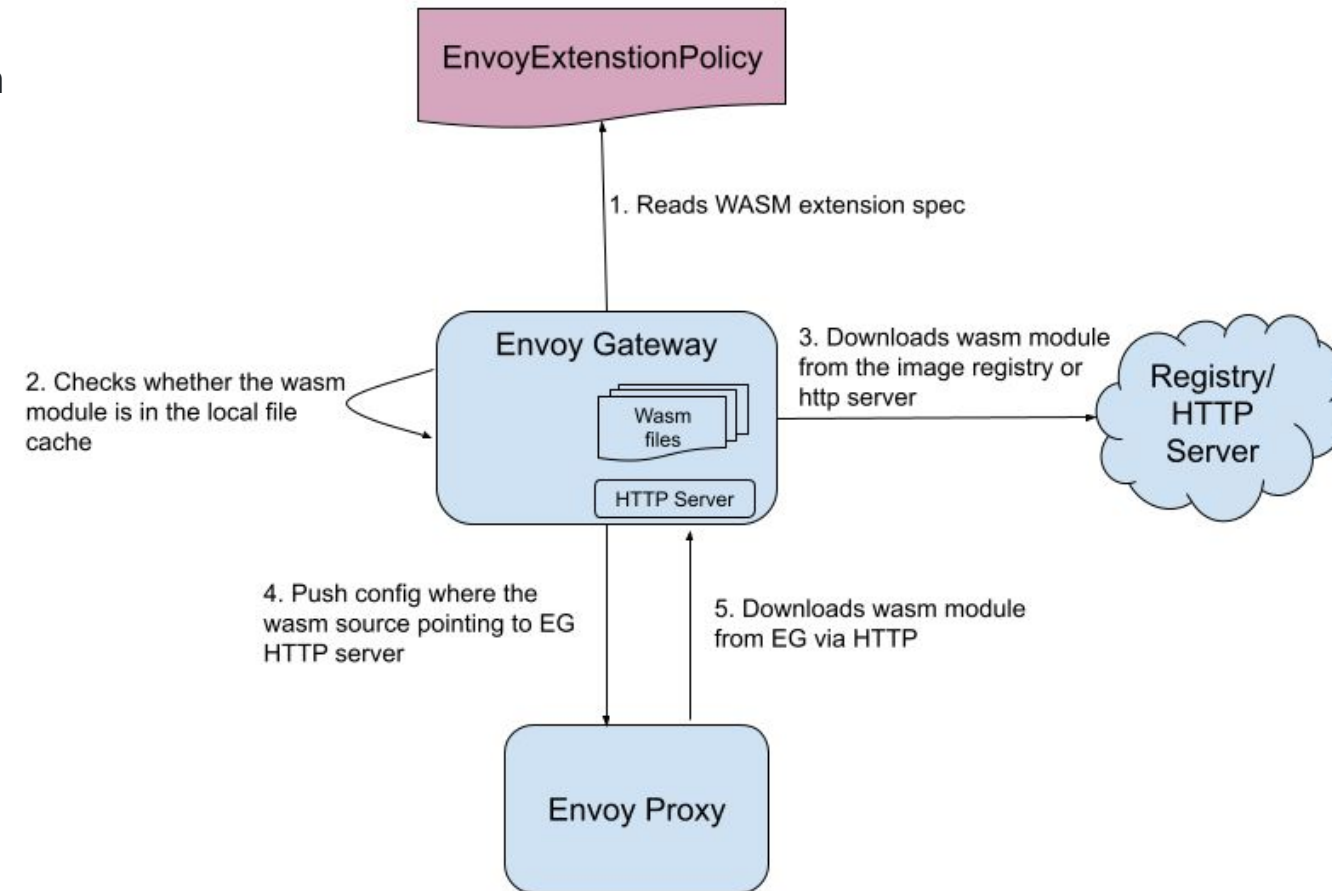 n
EnvoyExtenstionPolicy
1. Reads WASM extension spec
Envoy Gateway
Wasm
files
HTTP Server
2. Checks whether the wasm
module is in the local file
cache
3. Downloads wasm module
from the image registry or
http server
Registry/
HTTP
Server
4. Push config where the
wasm source pointing to EG
HTTP server
5. Downloads wasm module
from EG via HTTP
Envoy Proxy